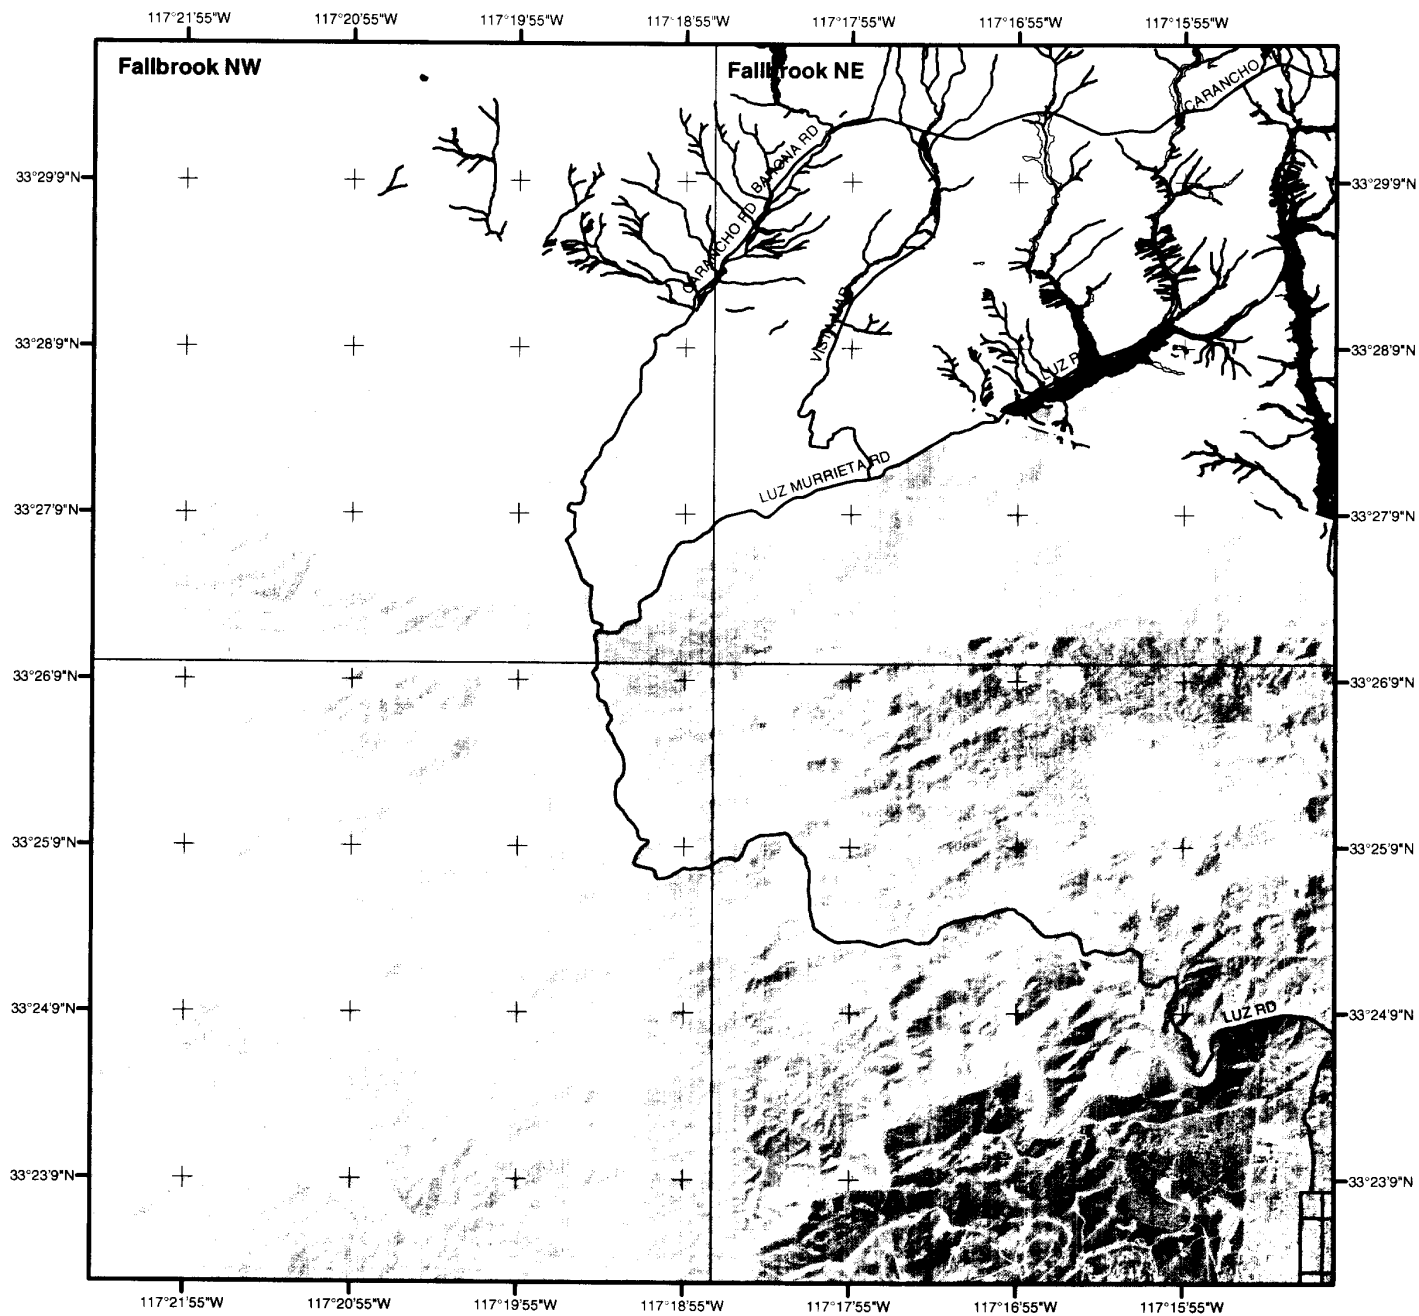 117°21'55"W 117°20'55"W 117°19'55"W 117°18'55"W 117°17'55"W 117°16'55"W 117°15'55"W
Fallbrook NW
Fallbrook NE
CARANCHO
BARONA RD
33°29'9"N
33°29'9"N
CARANCHO RD
VISTA MAR
33°28'9"N
33°28'9"N
LUZ R
LUZ MURRIETA RD
33°27'9"N
33°27'9"N
33°26'9"N
33°26'9"N
33°25'9"N
33°25'9"N
33°24'9"N
33°24'9"N
LUZ RD
33°23'9"N
33°23'9"N
117°21'55"W 117°20'55"W 117°19'55"W 117°18'55"W 117°17'55"W 117°16'55"W 117°15'55"W